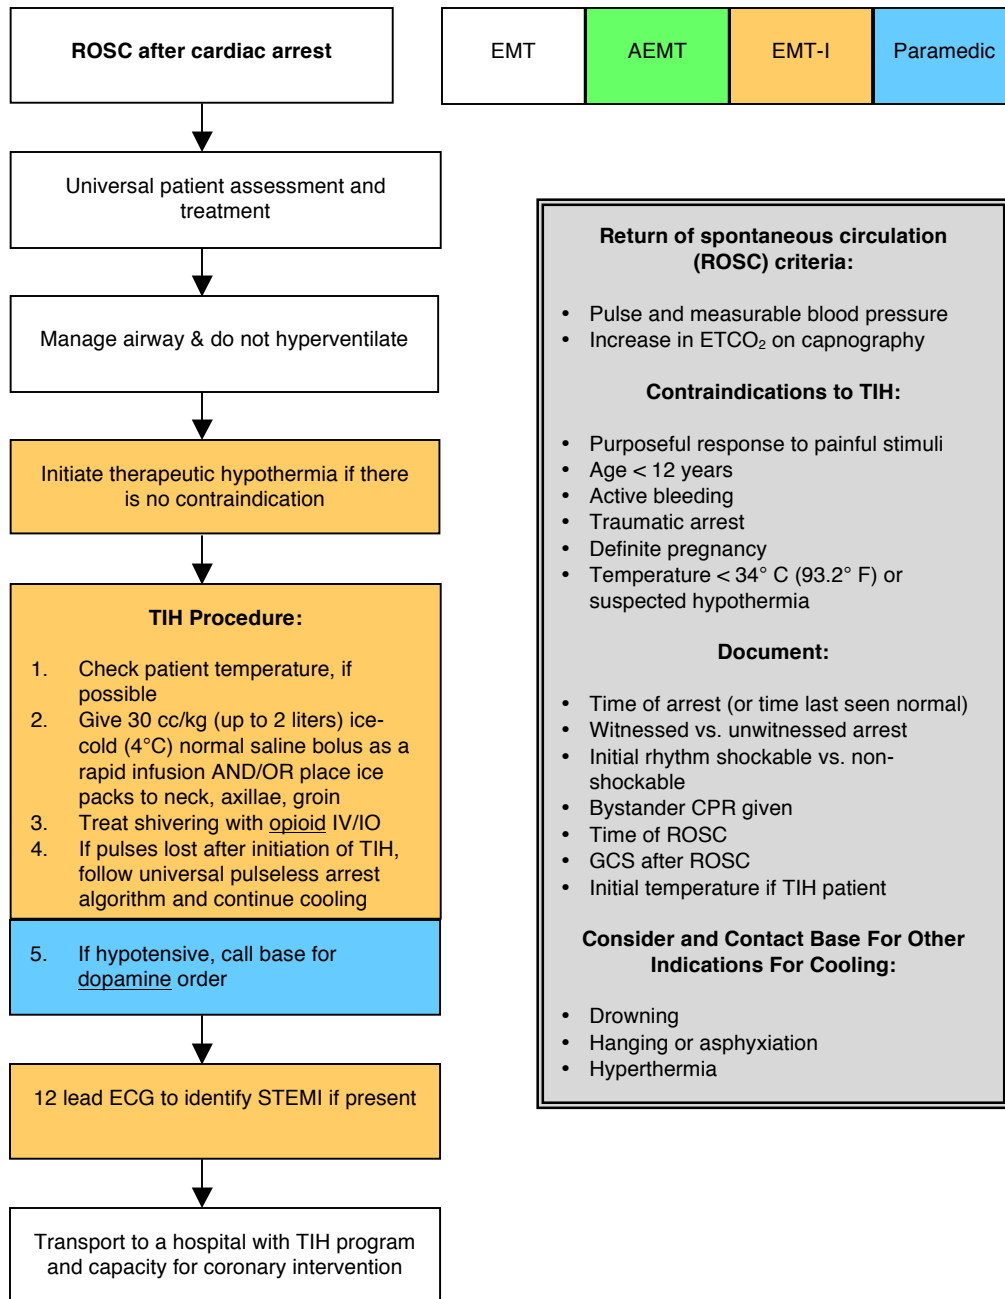 ROSC after cardiac arrest
EMT
AEMT
EMT-I
Paramedic
Universal patient assessment and
treatment
Manage airway & do not hyperventilate
Initiate therapeutic hypothermia if there
is no contraindication
TIH Procedure:
1. Check patient temperature, if
possible
2. Give 30 cc/kg (up to 2 liters) ice-
cold (4°C) normal saline bolus as a
rapid infusion AND/OR place ice
packs to neck, axillae, groin
3. Treat shivering with opioid IV/IO
4. If pulses lost after initiation of TIH,
follow universal pulseless arrest
algorithm and continue cooling
5. If hypotensive, call base for
dopamine order
12 lead ECG to identify STEMI if present
Transport to a hospital with TIH program
and capacity for coronary intervention
Return of spontaneous circulation
(ROSC) criteria:
• Pulse and measurable blood pressure
• Increase in ETCO₂ on capnography
Contraindications to TIH:
• Purposeful response to painful stimuli
• Age < 12 years
• Active bleeding
• Traumatic arrest
• Definite pregnancy
• Temperature < 34° C (93.2° F) or
suspected hypothermia
Document:
• Time of arrest (or time last seen normal)
• Witnessed vs. unwitnessed arrest
• Initial rhythm shockable vs. non-
shockable
• Bystander CPR given
• Time of ROSC
• GCS after ROSC
• Initial temperature if TIH patient
Consider and Contact Base For Other
Indications For Cooling:
• Drowning
• Hanging or asphyxiation
• Hyperthermia